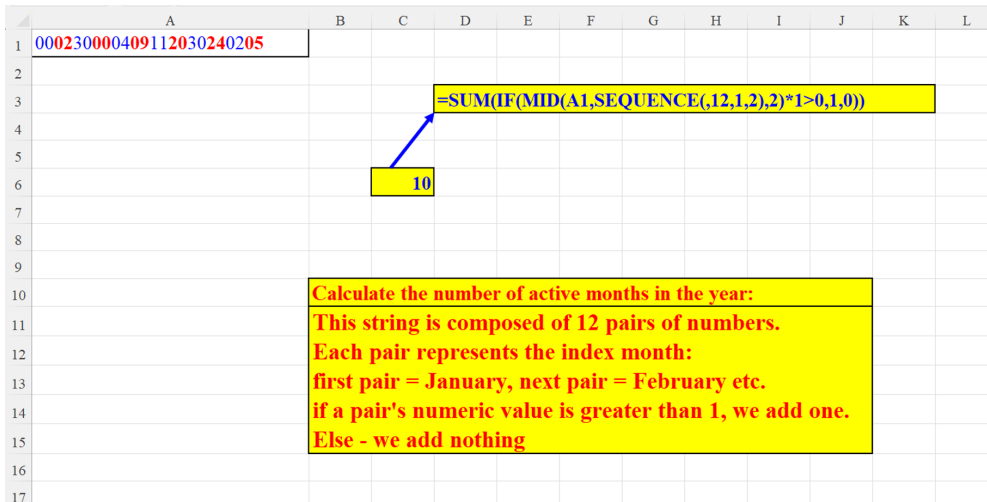 A B C D E F G H I J K L
1 000230000409112030240205
2
3 =SUM(IF(MID(A1,SEQUENCE(,12,1,2),2)*1>0,1,0))
4
5
6 10
7
8
9
10 Calculate the number of active months in the year:
11 This string is composed of 12 pairs of numbers.
12 Each pair represents the index month:
13 first pair = January, next pair = February etc.
14 if a pair's numeric value is greater than 1, we add one.
15 Else - we add nothing
16
17